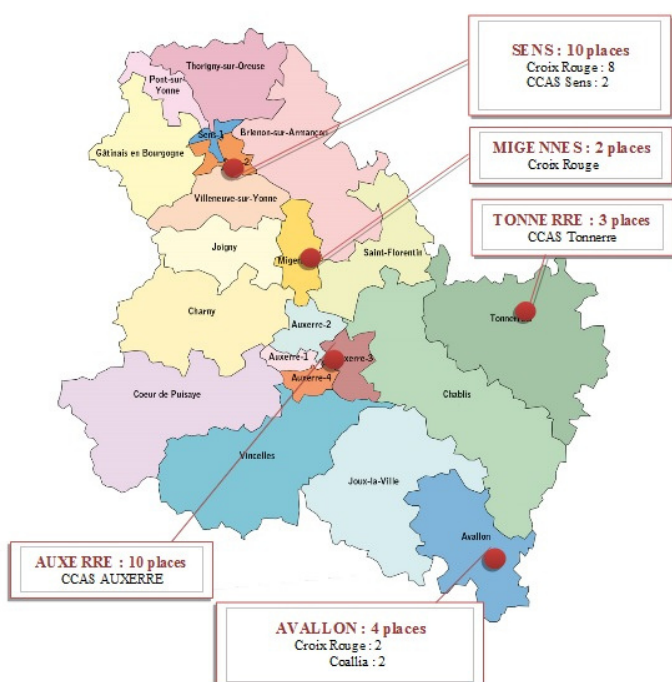 SENS : 10 places
Croix Rouge : 8
CCAS Sens : 2
MIGENNES : 2 places
Croix Rouge
TONNERRE : 3 places
CCAS Tonnerre
Thorigny-sur-Oreuse
Pont-sur-
Yonne
Sens-1
Brienon-sur-Armançon
Gâtinais en Bourgogne
Villeneuve-sur-Yonne
Joigny
Saint-Florentin
Charny
Auxerre-2
Auxerre-1
Auxerre-4
Coeur de Puisaye
Chablis
Vincelles
Joux-la-Ville
Avallon
AUXERRE : 10 places
CCAS AUXERRE
AVALLON : 4 places
Croix Rouge : 2
Coallia : 2